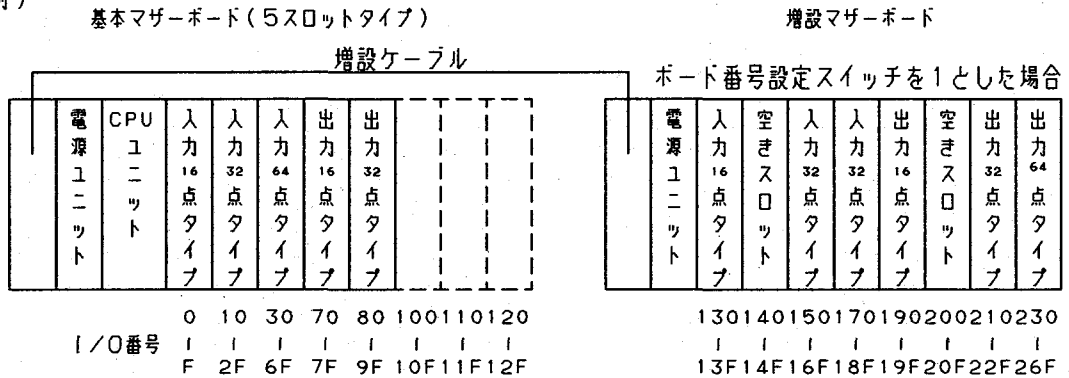 基本マザーボード(5スロットタイプ)
増設マザーボード
増設ケーブル
ボード番号設定スイッチを1とした場合
電源ユニット
CPUユニット
入力16点タイプ
入力32点タイプ
入力64点タイプ
出力16点タイプ
出力32点タイプ
電源ユニット
入力16点タイプ
空きスロット
入力32点タイプ
入力32点タイプ
出力16点タイプ
空きスロット
出力32点タイプ
出力64点タイプ
0 10 30 70 80 100 110 120
130 140 150 170 190 200 210 230
I/O番号
F 2F 6F 7F 9F 10F 11F 12F
13F 14F 16F 18F 19F 20F 22F 26F